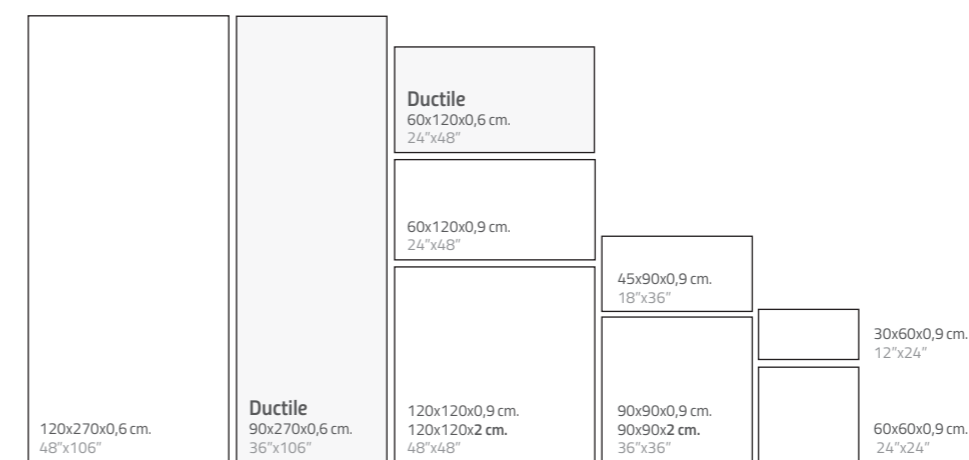 120x270x0,6 cm.
48”x106”
Ductile
90x270x0,6 cm.
36”x106”
Ductile
60x120x0,6 cm.
24”x48”
60x120x0,9 cm.
24”x48”
120x120x0,9 cm.
120x120x2 cm.
48”x48”
45x90x0,9 cm.
18”x36”
90x90x0,9 cm.
90x90x2 cm.
36”x36”
30x60x0,9 cm.
12”x24”
60x60x0,9 cm.
24”x24”